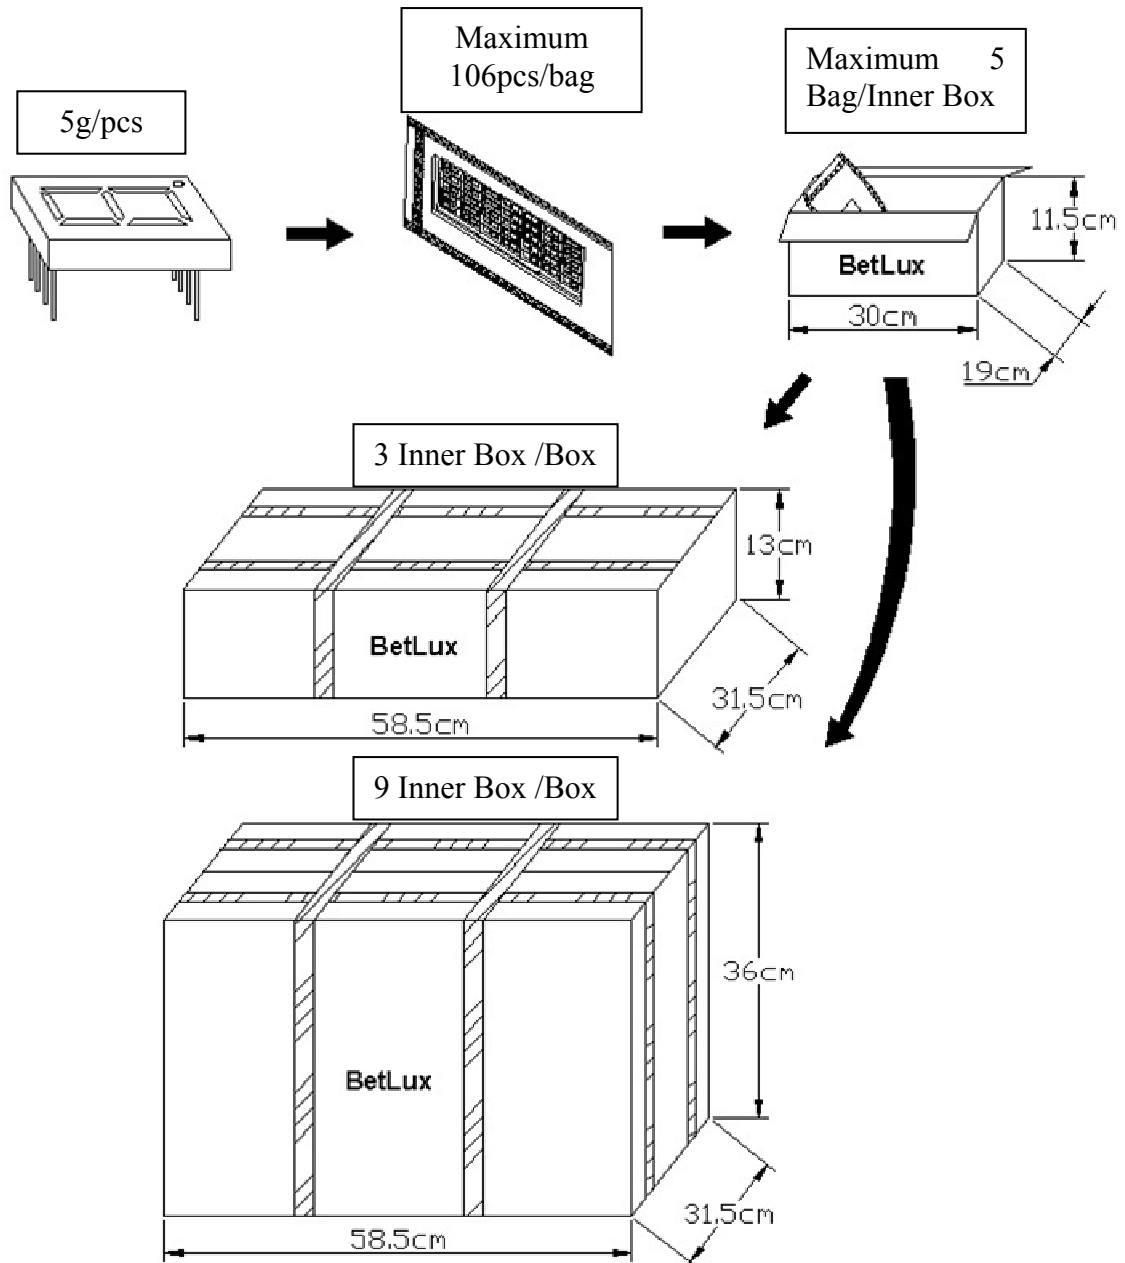 Maximum
106pcs/bag
Maximum 5
Bag/Inner Box
5g/pcs
11.5cm
BetLux
30cm
19cm
3 Inner Box /Box
13cm
BetLux
31.5cm
58.5cm
9 Inner Box /Box
36cm
BetLux
31.5cm
58.5cm